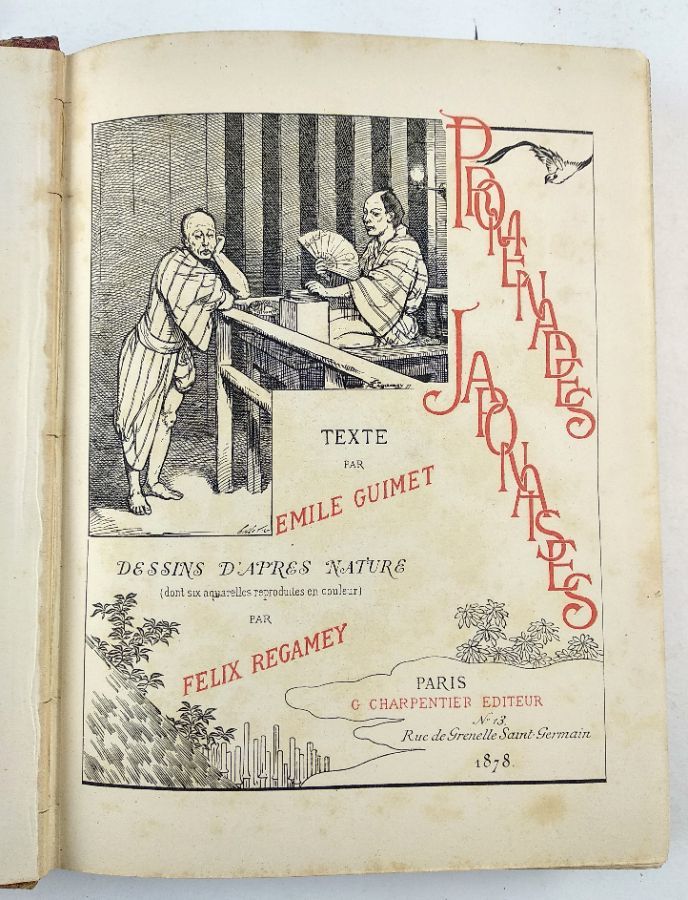 PROMENADES
JAPONAISES
TEXTE
PAR
EMILE GUIMET
DESSINS D'APRES NATURE
(dont six aquarelles reproduites en couleur)
PAR
FELIX REGAMEY
PARIS
G CHARPENTIER EDITEUR
No 13,
Rue de Grenelle Saint-Germain
1878.